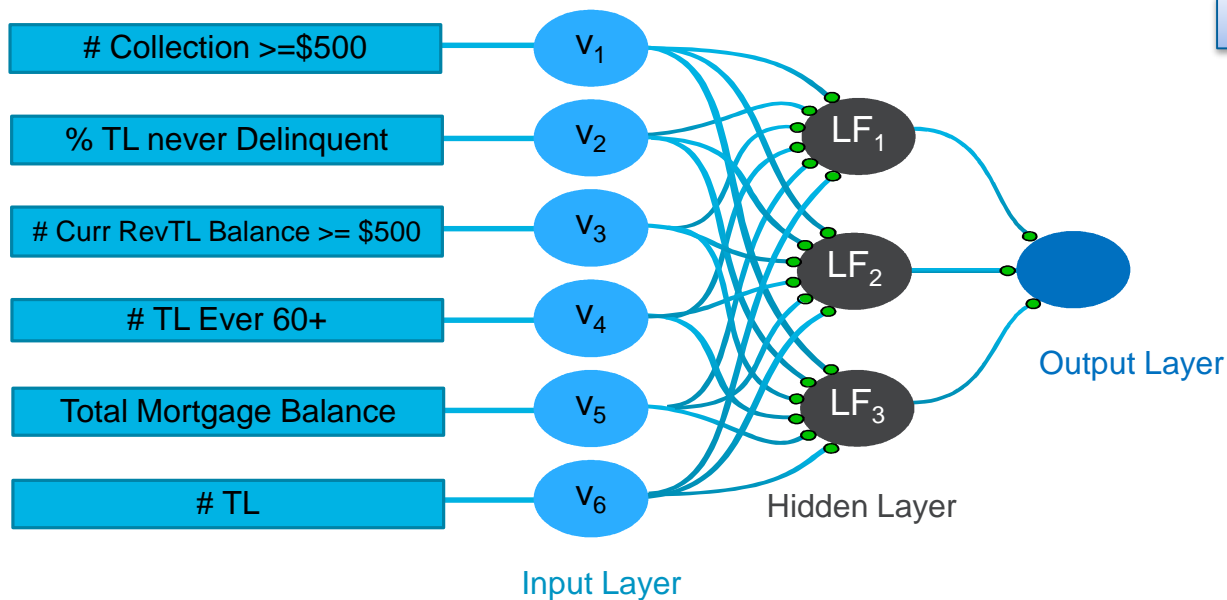 # Collection >=$500
v1
% TL never Delinquent
v2
# Curr RevTL Balance >= $500
v3
# TL Ever 60+
v4
Total Mortgage Balance
v5
# TL
v6
Input Layer
LF1
LF2
LF3
Hidden Layer
Output Layer